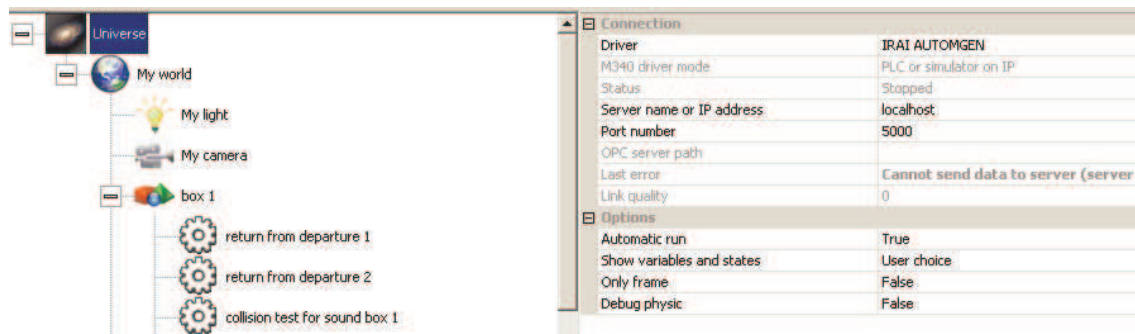 Universe
My world
My light
My camera
box 1
return from departure 1
return from departure 2
collision test for sound box 1
Connection
Driver IRAI AUTOMGEN
M340 driver mode PLC or simulator on IP
Status Stopped
Server name or IP address localhost
Port number 5000
OPC server path
Last error Cannot send data to server (server
Link quality 0
Options
Automatic run True
Show variables and states User choice
Only frame False
Debug physic False